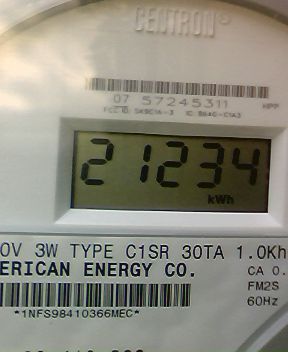 CENTRON®
07 57245311
HPP
21234
kWh
0V 3W TYPE C1SR 30TA 1.0Kh
ERICAN ENERGY CO.
CA 0.
FM2S
60Hz
*1NFS98410366MEC*